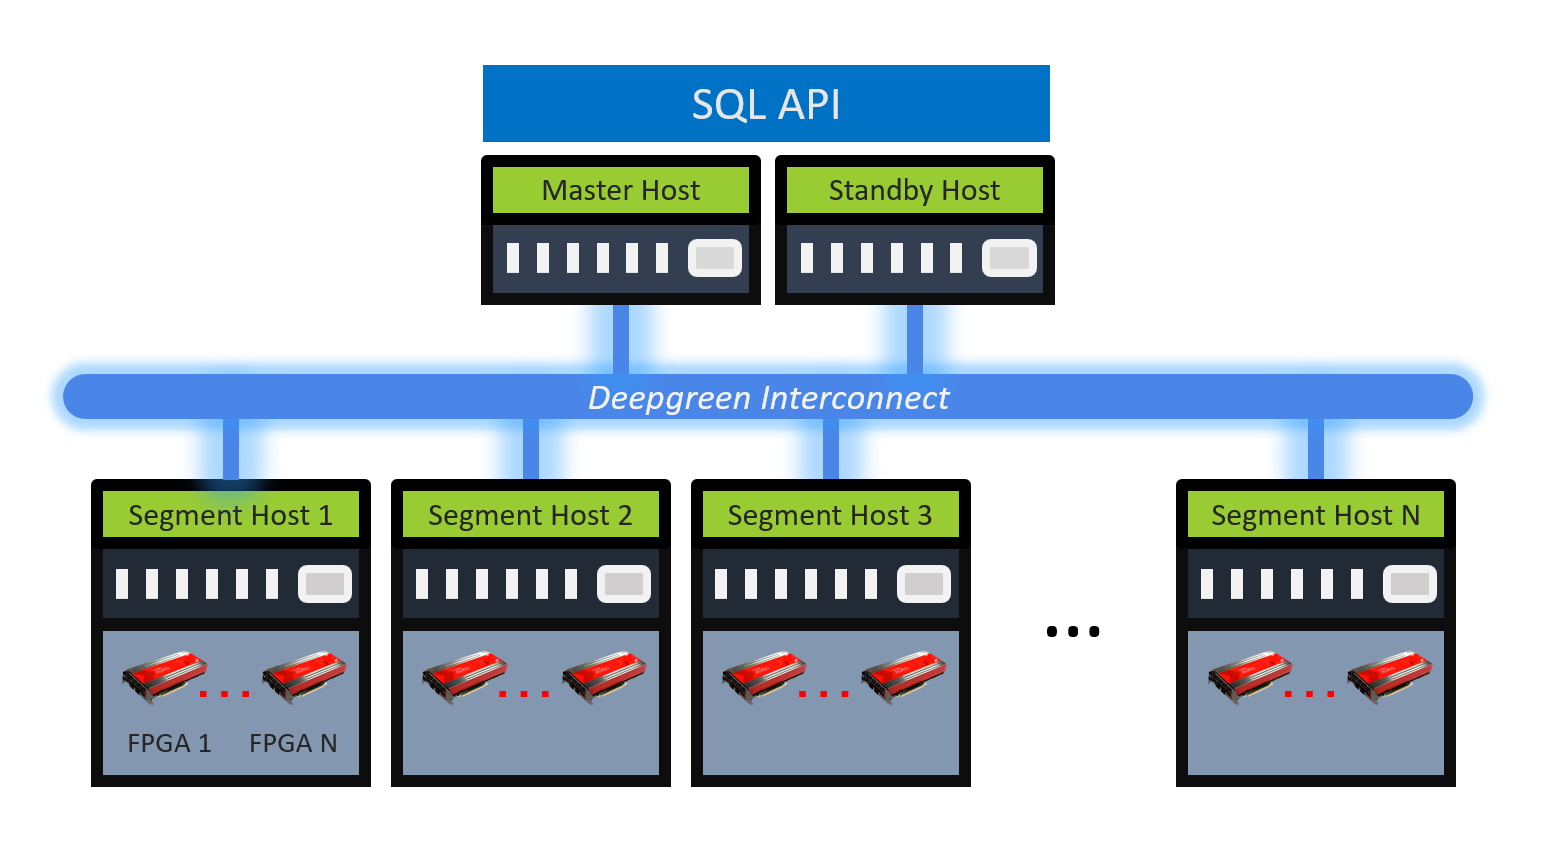 SQL API
Master Host
Standby Host
Deepgreen Interconnect
Segment Host 1
Segment Host 2
Segment Host 3
...
Segment Host N
... ... ... ...
FPGA 1
FPGA N